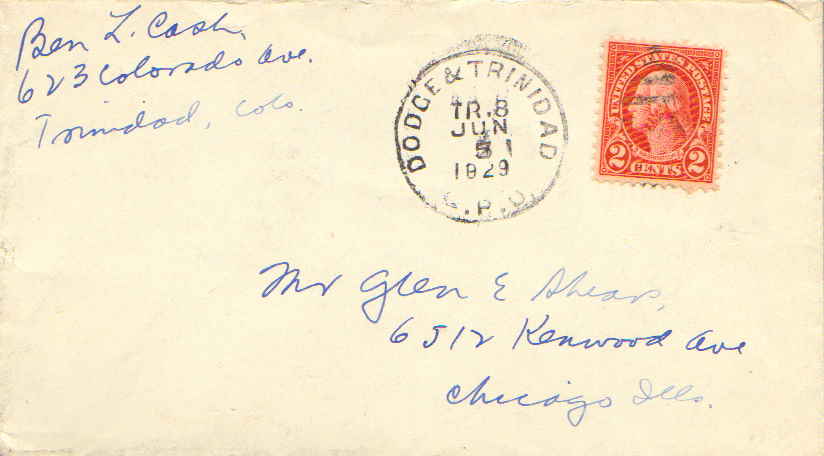 Ben L. Cash,
623 Colorado Ave.
Trinidad, Colo.
DODGE & TRINIDAD
TR. 8
JUN
5
1929
R.P.O.
UNITED STATES POSTAGE
2 CENTS 2
Mr Glen E Shears,
6512 Kenwood Ave
Chicago Ills.